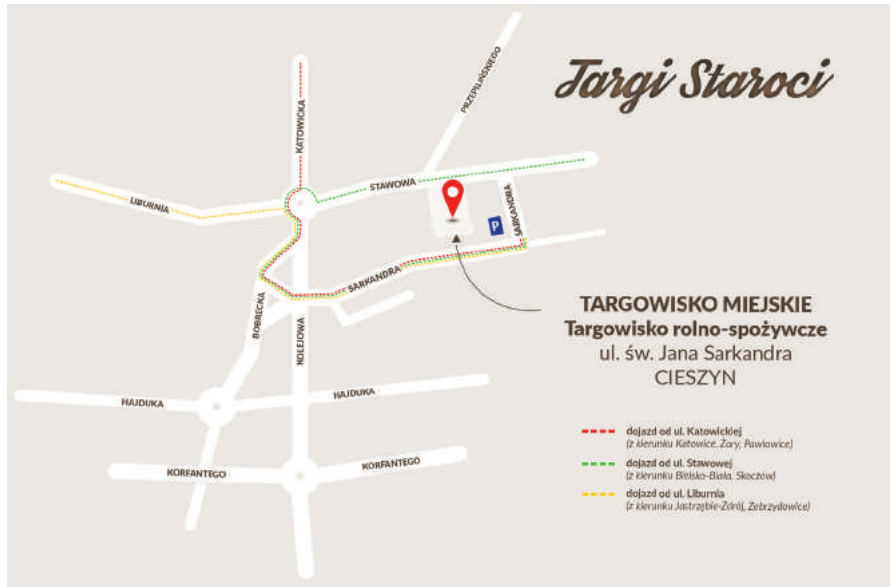 Targi Staroci
PRZEPILIŃSKIEGO
KATOWICKA
STAWOWA
LIBURNIA
SARKANDRA
P
SARKANDRA
BOBRECKA
KOLEJOWA
HAJDUKA
HAJDUKA
KORFANTEGO
KORFANTEGO
TARGOWISKO MIEJSKIE
Targowisko rolno-spożywcze
ul. św. Jana Sarkandra
CIESZYN
dojazd od ul. Katowickiej
(z kierunku Katowice, Żory, Pawłowice)
dojazd od ul. Stawowej
(z kierunku Bielsko-Biała, Skoczów)
dojazd od ul. Liburnia
(z kierunku Jastrzębie-Zdrój, Zebrzydowice)